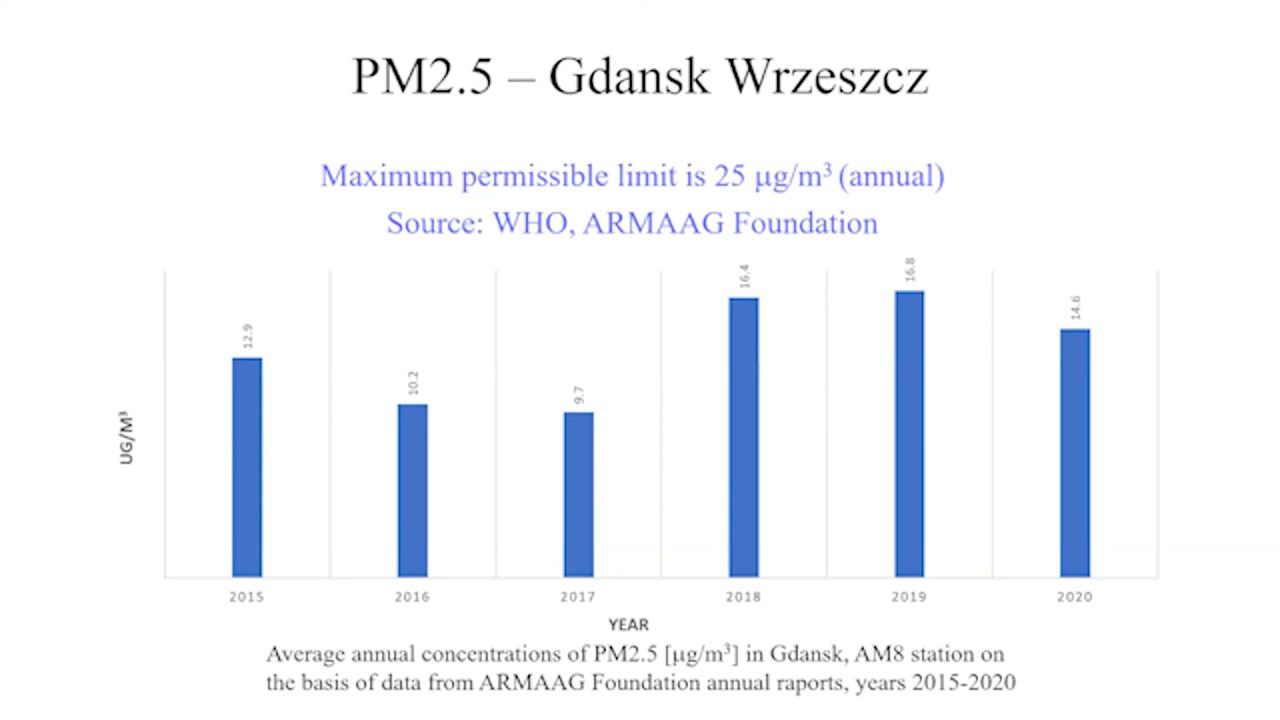 PM2.5 – Gdansk Wrzeszcz
Maximum permissible limit is 25 µg/m³ (annual)
Source: WHO, ARMAAG Foundation
UG/M³
12.9
10.2
9.7
16.4
16.8
14.6
2015 2016 2017 2018 2019 2020
YEAR
Average annual concentrations of PM2.5 [µg/m³] in Gdansk, AM8 station on
the basis of data from ARMAAG Foundation annual raports, years 2015-2020